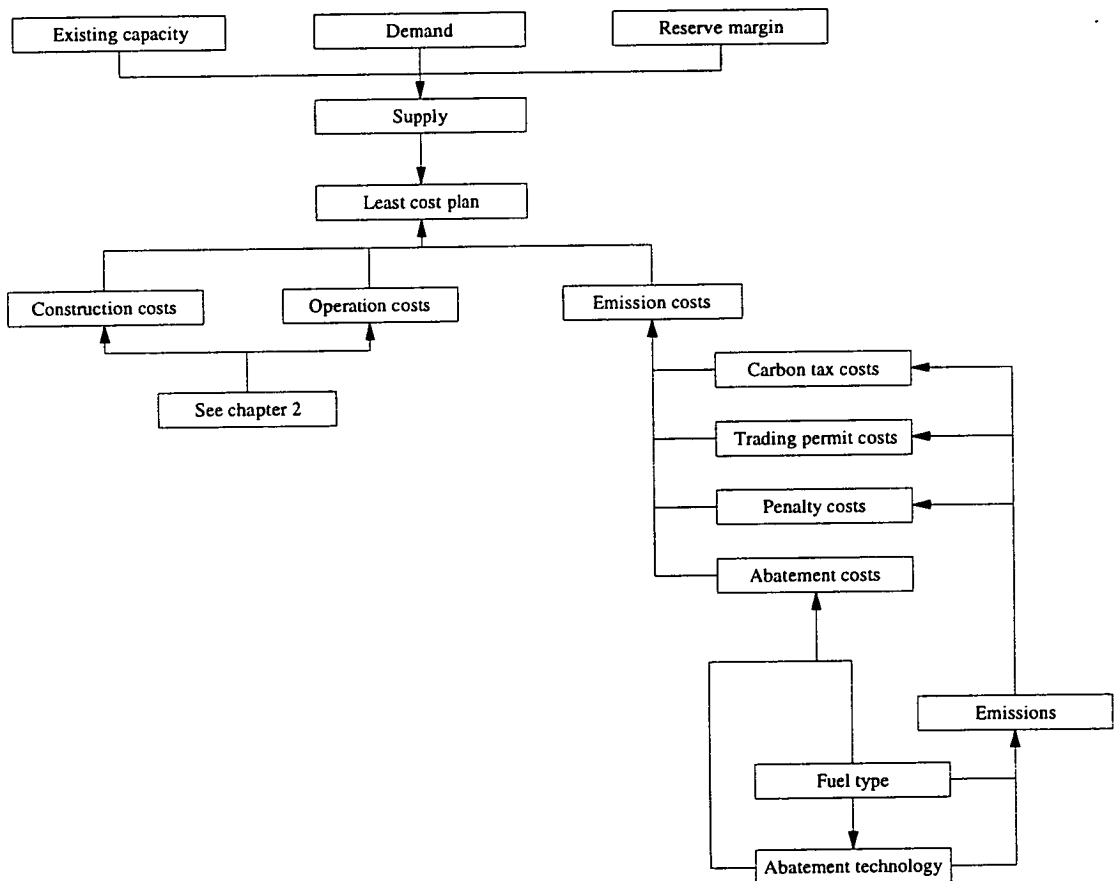 Existing capacity
Demand
Reserve margin
Supply
Least cost plan
Construction costs
Operation costs
Emission costs
See chapter 2
Carbon tax costs
Trading permit costs
Penalty costs
Abatement costs
Emissions
Fuel type
Abatement technology